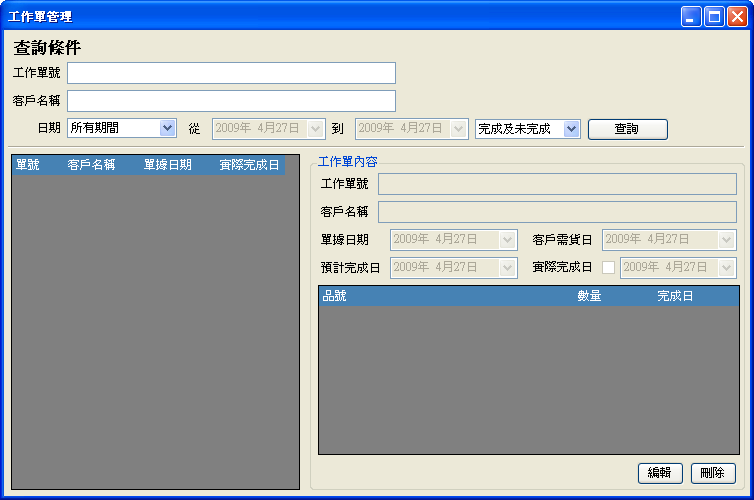 工作單管理
查詢條件
工作單號
客戶名稱
日期 所有期間 從 2009年 4月27日 到 2009年 4月27日 完成及未完成 查詢
單號 客戶名稱 單據日期 實際完成日
工作單內容
工作單號
客戶名稱
單據日期 2009年 4月27日 客戶需貨日 2009年 4月27日
預計完成日 2009年 4月27日 實際完成日 2009年 4月27日
品號 數量 完成日
編輯 刪除